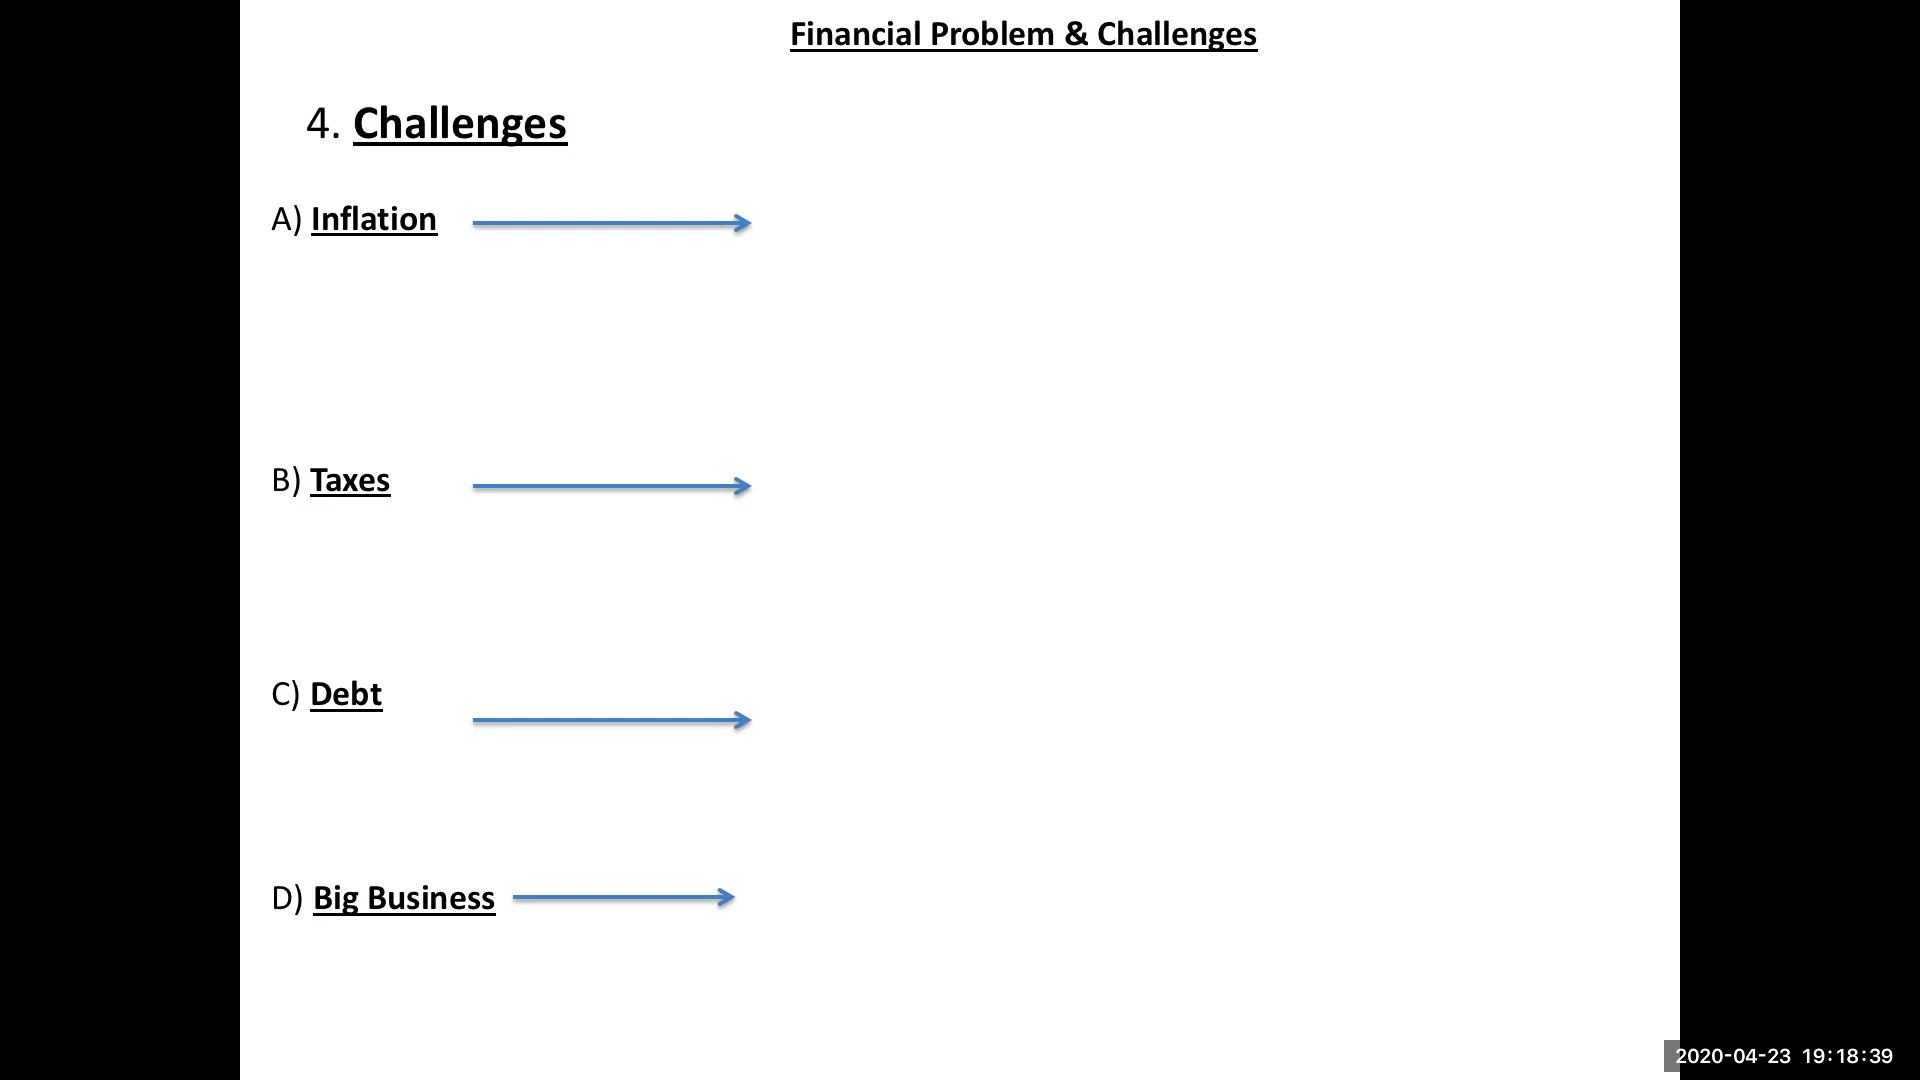 Financial Problem & Challenges
4. Challenges
A) Inflation
B) Taxes
C) Debt
D) Big Business
2020-04-23 19:18:39